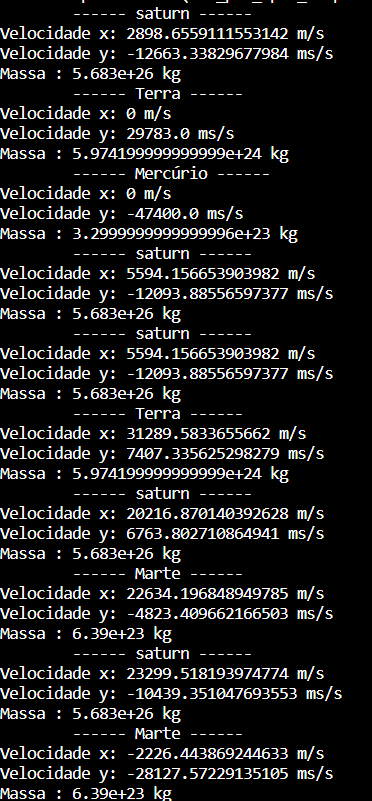 ------ saturn ------
Velocidade x: 2898.6559111553142 m/s
Velocidade y: -12663.33829677984 ms/s
Massa : 5.683e+26 kg
------ Terra ------
Velocidade x: 0 m/s
Velocidade y: 29783.0 ms/s
Massa : 5.974199999999999e+24 kg
------ Mercúrio ------
Velocidade x: 0 m/s
Velocidade y: -47400.0 ms/s
Massa : 3.2999999999999996e+23 kg
------ saturn ------
Velocidade x: 5594.156653903982 m/s
Velocidade y: -12093.88556597377 ms/s
Massa : 5.683e+26 kg
------ saturn ------
Velocidade x: 5594.156653903982 m/s
Velocidade y: -12093.88556597377 ms/s
Massa : 5.683e+26 kg
------ Terra ------
Velocidade x: 31289.5833655662 m/s
Velocidade y: 7407.335625298279 ms/s
Massa : 5.974199999999999e+24 kg
------ saturn ------
Velocidade x: 20216.870140392628 m/s
Velocidade y: 6763.802710864941 ms/s
Massa : 5.683e+26 kg
------ Marte ------
Velocidade x: 22634.196848949785 m/s
Velocidade y: -4823.409662166503 ms/s
Massa : 6.39e+23 kg
------ saturn ------
Velocidade x: 23299.518193974774 m/s
Velocidade y: -10439.351047693553 ms/s
Massa : 5.683e+26 kg
------ Marte ------
Velocidade x: -2226.443869244633 m/s
Velocidade y: -28127.57229135105 ms/s
Massa : 6.39e+23 kg